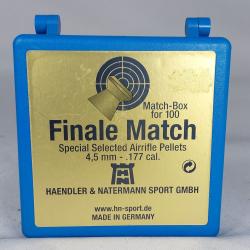 Match-Box
for 100
Finale Match
Special Selected Airrifle Pellets
4,5 mm - .177 cal.
HAENDLER & NATERMANN SPORT GMBH
www.hn-sport.de
MADE IN GERMANY